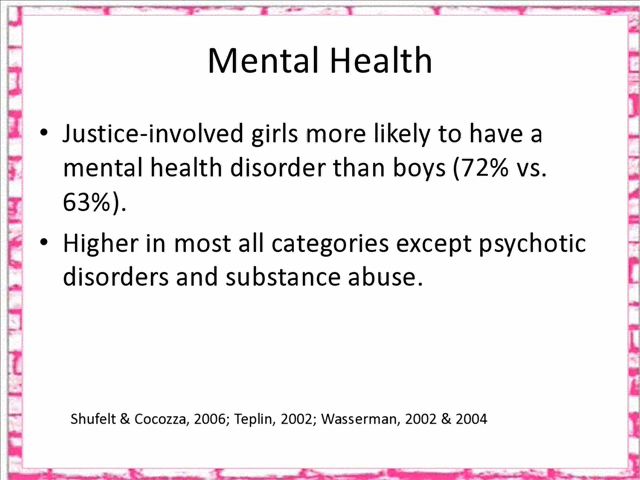 Mental Health
• Justice-involved girls more likely to have a
mental health disorder than boys (72% vs.
63%).
• Higher in most all categories except psychotic
disorders and substance abuse.
Shufelt & Cocozza, 2006; Teplin, 2002; Wasserman, 2002 & 2004